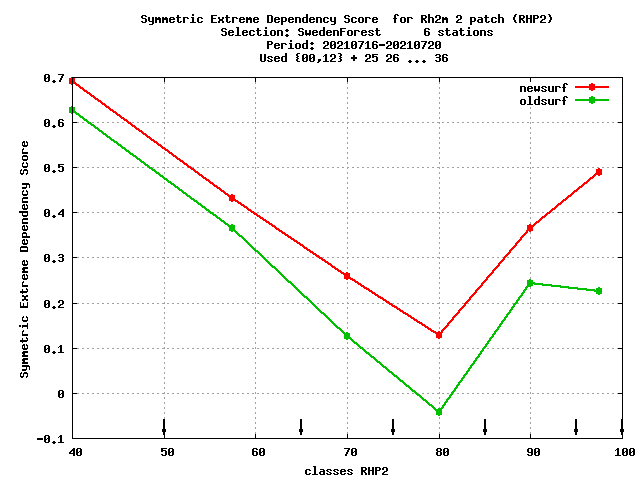 Symmetric Extreme Dependency Score  for Rh2m 2 patch (RHP2)
Selection: SwedenForest      6 stations
Period: 20210716-20210720
Used {00,12} + 25 26 ... 36
newsurf
oldsurf
Symmetric Extreme Dependency Score
0.7
0.6
0.5
0.4
0.3
0.2
0.1
0
-0.1
40 50 60 70 80 90 100
classes RHP2